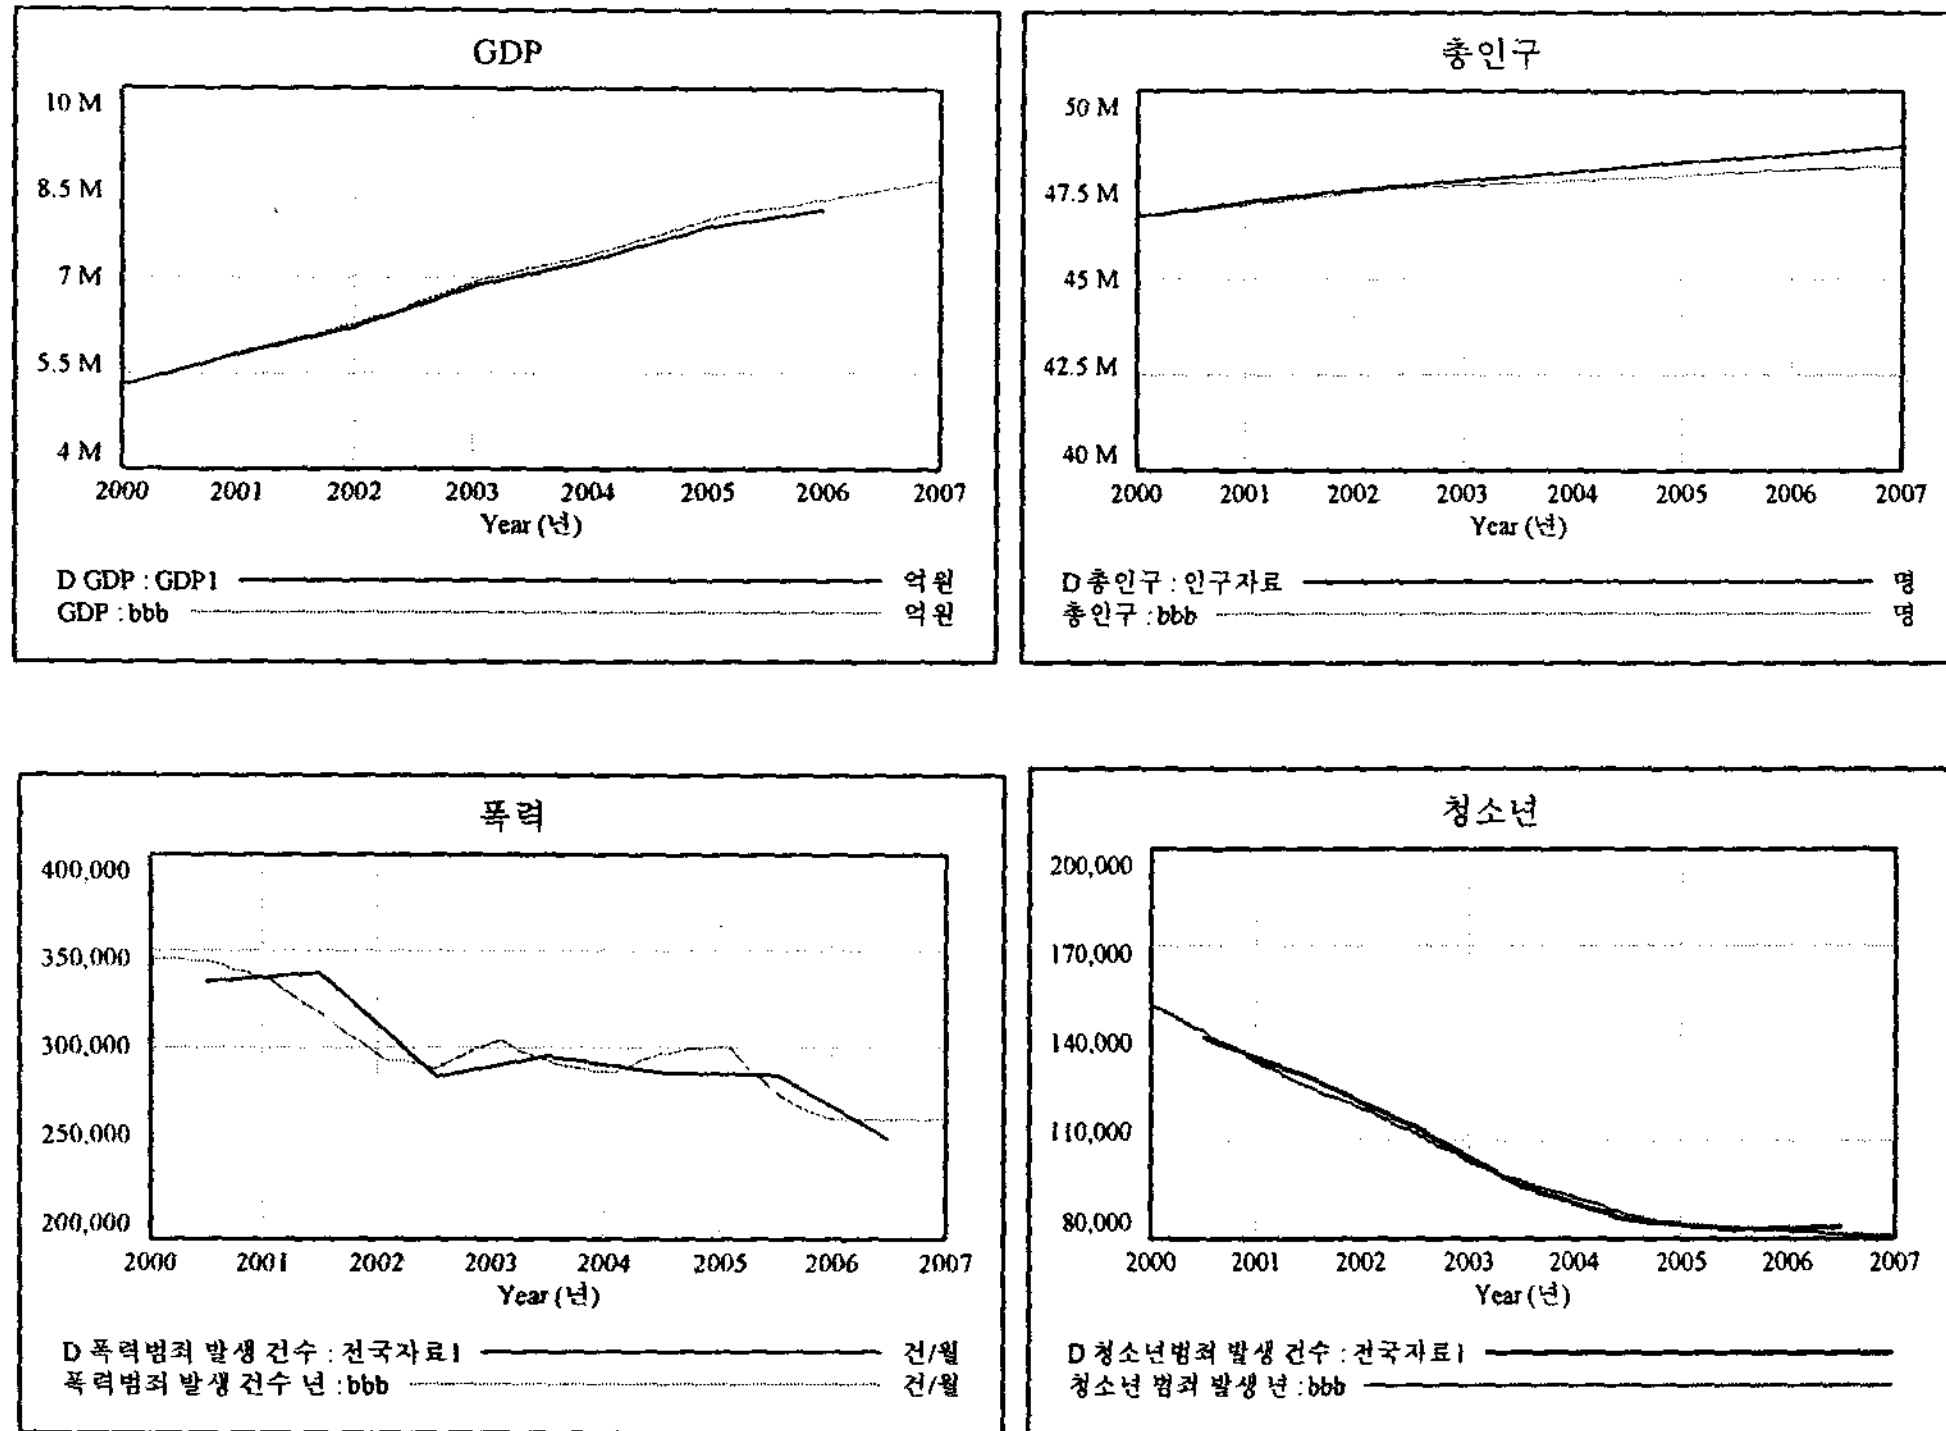 GDP
10 M
8.5 M
7 M
5.5 M
4 M
2000 2001 2002 2003 2004 2005 2006 2007
Year (년)
D GDP : GDP1 억원
GDP : bbb 억원
총인구
50 M
47.5 M
45 M
42.5 M
40 M
2000 2001 2002 2003 2004 2005 2006 2007
Year (년)
D 총인구 : 인구자료 명
총인구 : bbb 명
폭력
400,000
350,000
300,000
250,000
200,000
2000 2001 2002 2003 2004 2005 2006 2007
Year (년)
D 폭력범죄 발생 건수 : 전국자료1 건/월
폭력범죄 발생 건수 년 : bbb 건/월
청소년
200,000
170,000
140,000
110,000
80,000
2000 2001 2002 2003 2004 2005 2006 2007
Year (년)
D 청소년범죄 발생 건수 : 전국자료1
청소년 범죄 발생 년 : bbb